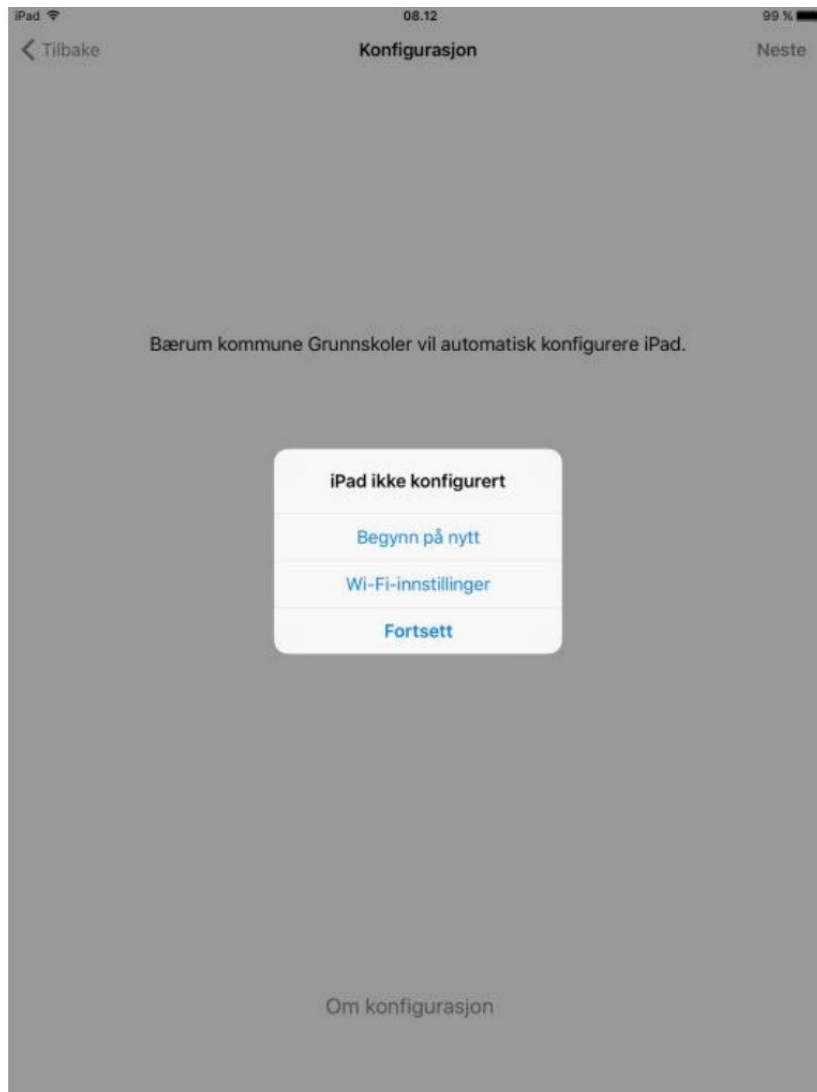 iPad 08.12 99 %
Tilbake Konfigurasjon Neste
Bærum kommune Grunnskoler vil automatisk konfigurere iPad.
iPad ikke konfigurert
Begynn på nytt
Wi-Fi-innstillinger
Fortsett
Om konfigurasjon